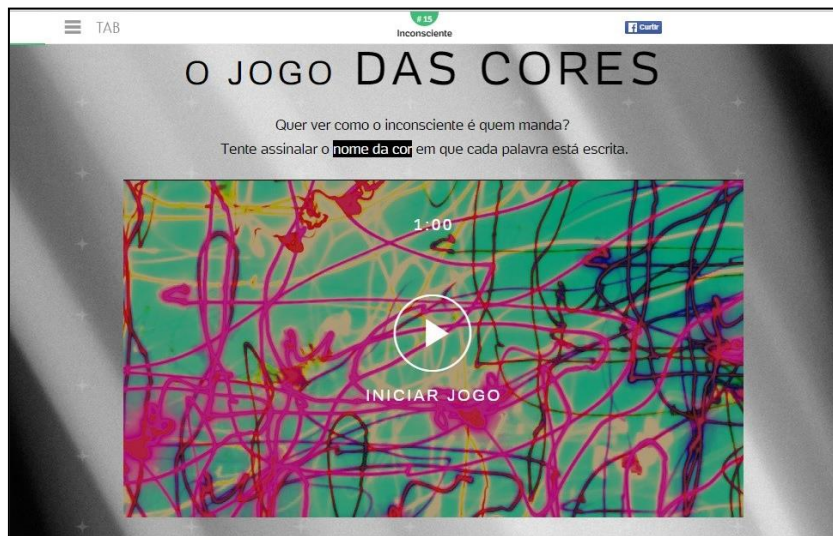 TAB
#15
Inconsciente
Curtir
O JOGO DAS CORES
Quer ver como o inconsciente é quem manda?
Tente assinalar o nome da cor em que cada palavra está escrita.
1:00
INICIAR JOGO